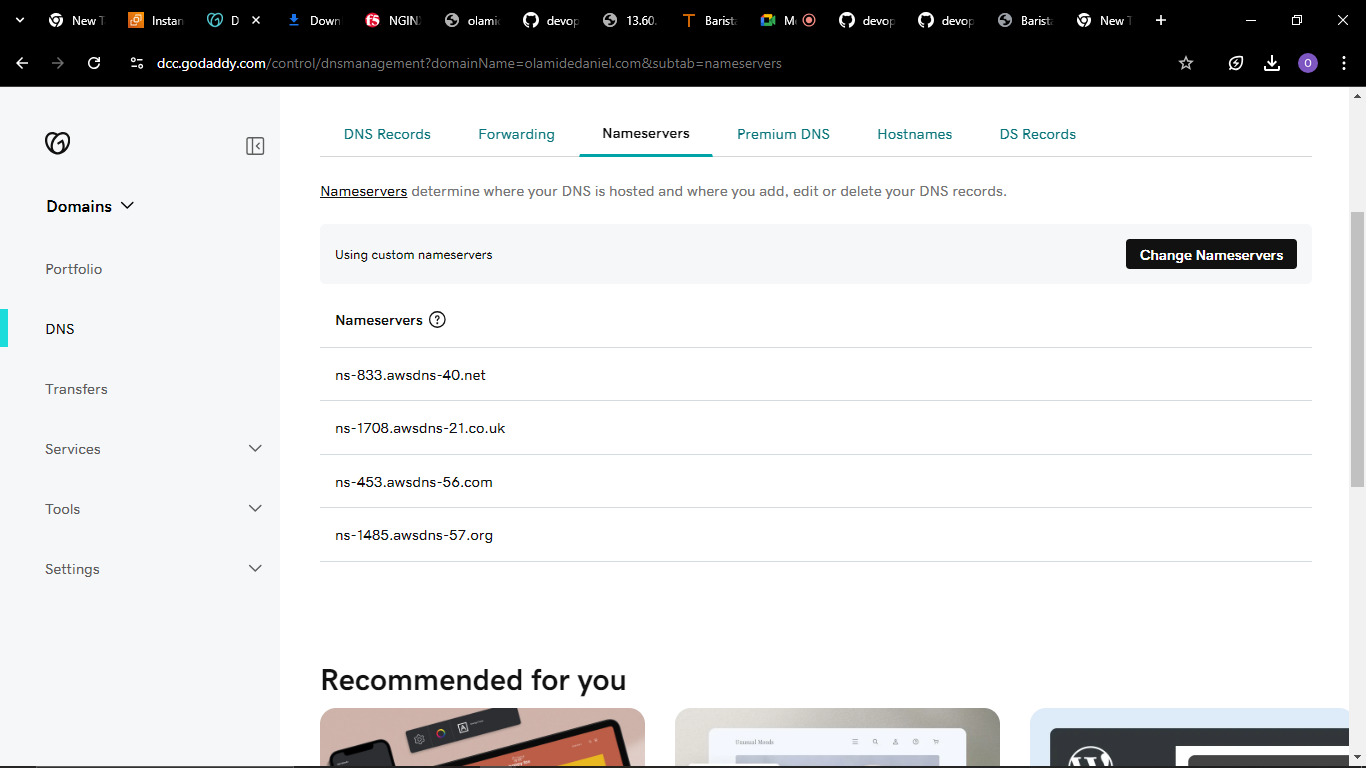 New T
Instan
D
Down
NGIN
olami
devop
13.60.
Barist
M
devop
devop
Barist
New T
dcc.godaddy.com/control/dnsmanagement?domainName=olamidedaniel.com&subtab=nameservers
O
DNS Records
Forwarding
Nameservers
Premium DNS
Hostnames
DS Records
Domains
Portfolio
DNS
Transfers
Services
Tools
Settings
Nameservers determine where your DNS is hosted and where you add, edit or delete your DNS records.
Using custom nameservers
Change Nameservers
Nameservers ?
ns-833.awsdns-40.net
ns-1708.awsdns-21.co.uk
ns-453.awsdns-56.com
ns-1485.awsdns-57.org
Recommended for you